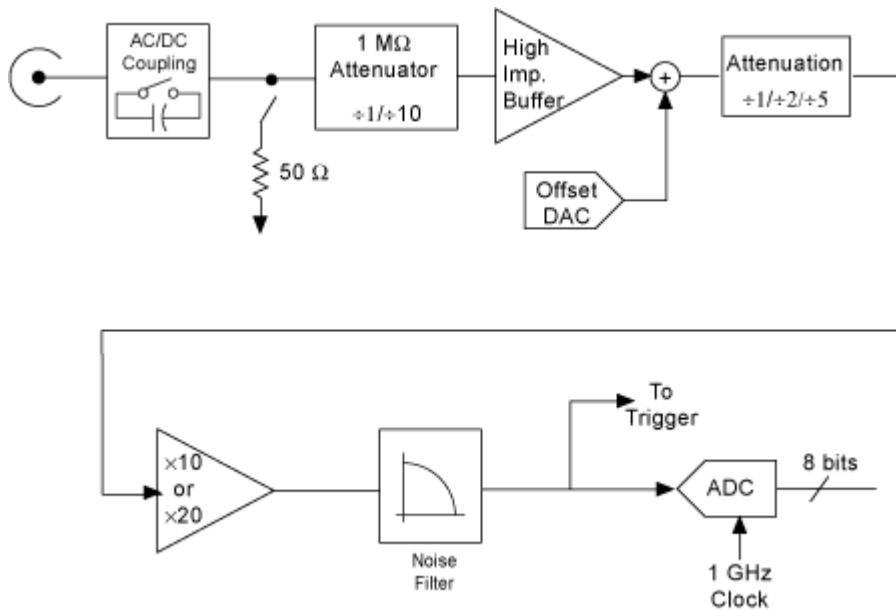 AC/DC
Coupling
1 MΩ
Attenuator
÷1/÷10
50 Ω
High
Imp.
Buffer
+
Offset
DAC
Attenuation
÷1/÷2/÷5
×10
or
×20
Noise
Filter
To
Trigger
ADC
8 bits
1 GHz
Clock